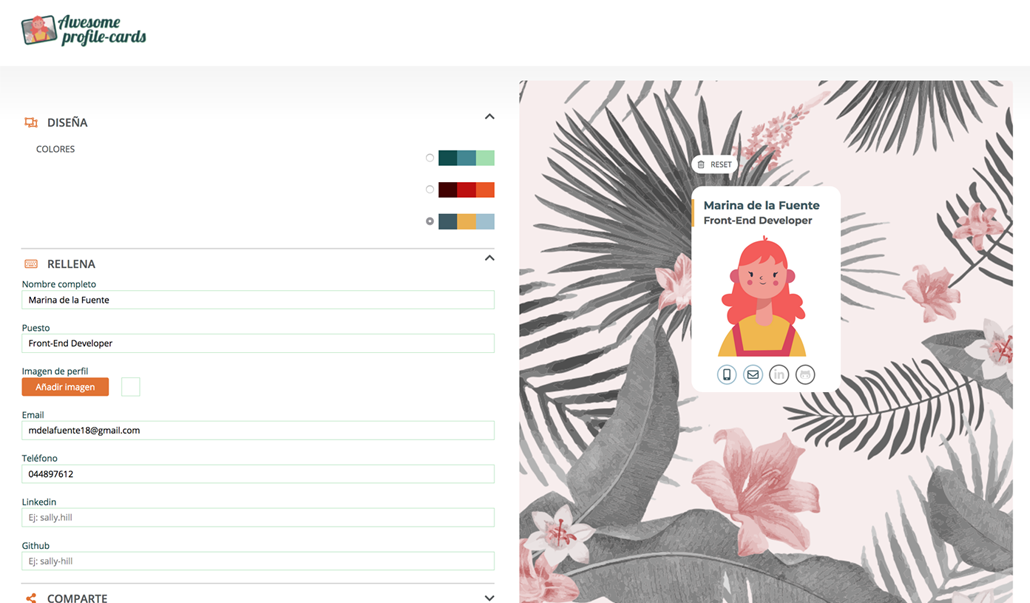 Awesome
profile-cards
DISEÑA
COLORES
RELLENA
Nombre completo
Marina de la Fuente
Puesto
Front-End Developer
Imagen de perfil
Añadir imagen
Email
mdelafuente18@gmail.com
Teléfono
044897612
Linkedin
Ej: sally.hill
Github
Ej: sally-hill
COMPARTE
RESET
Marina de la Fuente
Front-End Developer
in